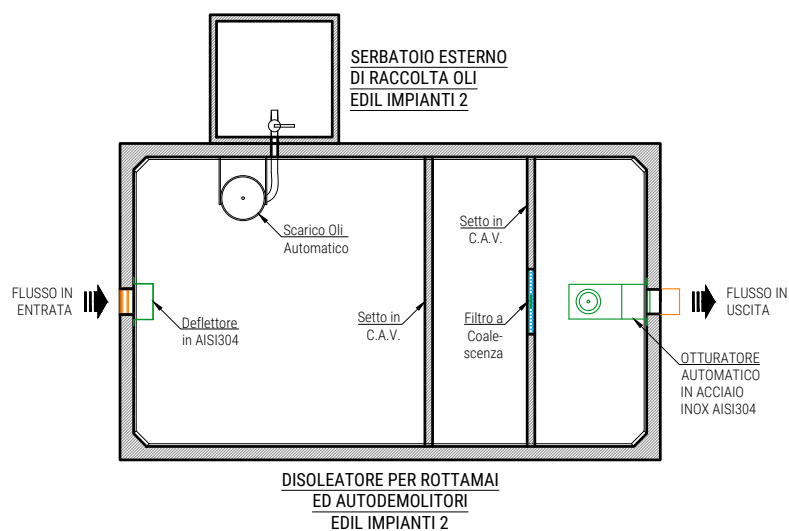 SERBATOIO ESTERNO
DI RACCOLTA OLI
EDIL IMPIANTI 2
Scarico Oli
Automatico
Setto in
C.A.V.
FLUSSO IN
ENTRATA
Deflettore
in AISI304
Setto in
C.A.V.
Filtro a
Coale-
scenza
FLUSSO IN
USCITA
OTTURATORE
AUTOMATICO
IN ACCIAIO
INOX AISI304
DISOLEATORE PER ROTTAMAI
ED AUTODEMOLITORI
EDIL IMPIANTI 2